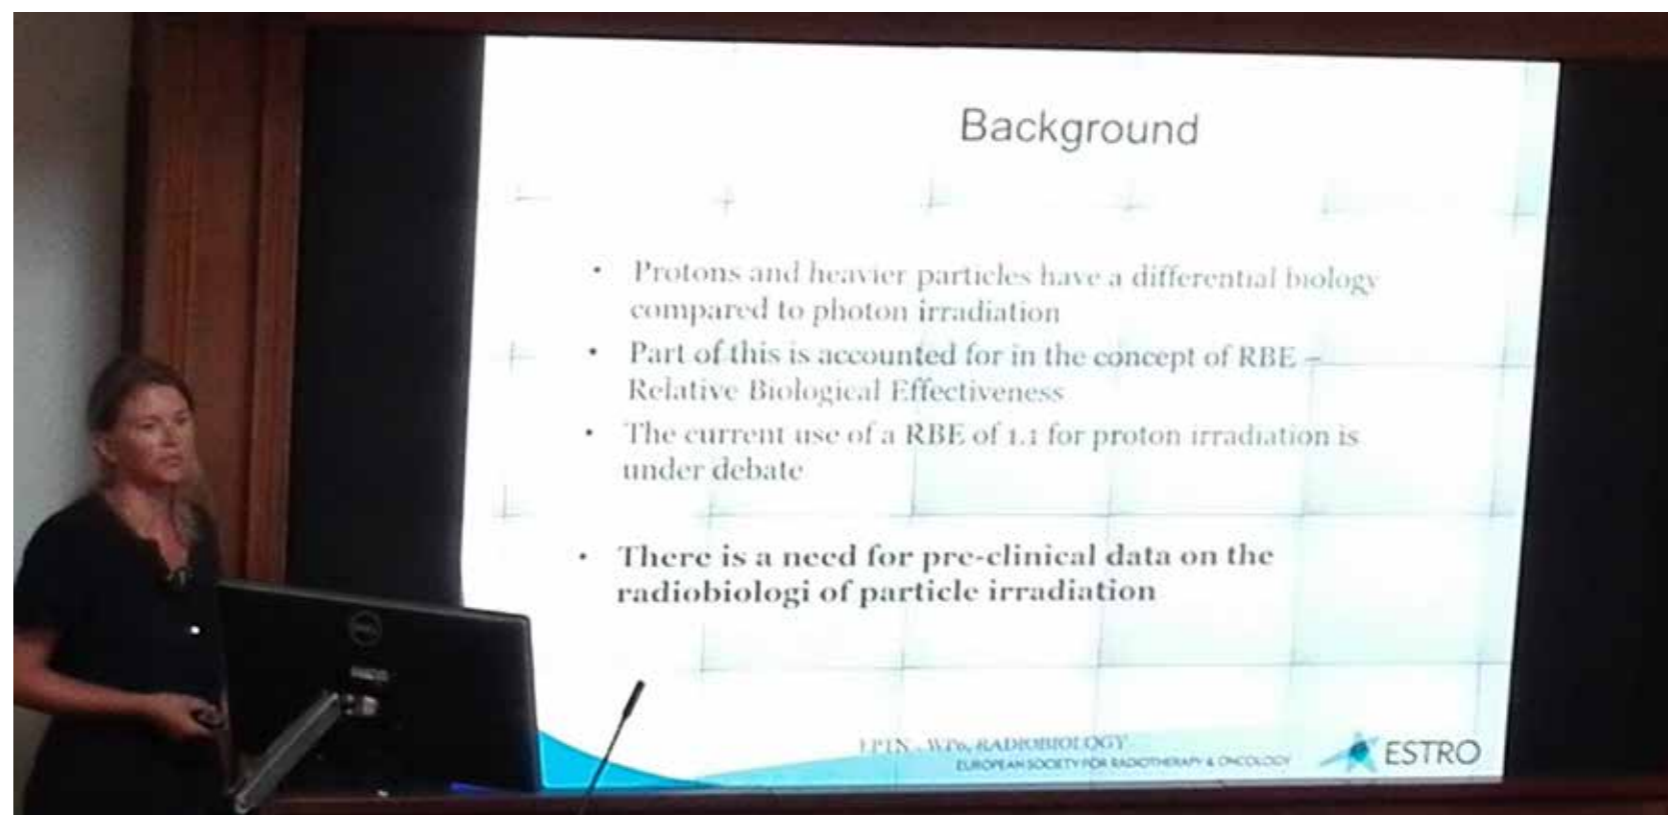 Background
• Protons and heavier particles have a differential biology
compared to photon irradiation
• Part of this is accounted for in the concept of RBE –
Relative Biological Effectiveness
• The current use of a RBE of 1.1 for proton irradiation is
under debate
• There is a need for pre-clinical data on the
radiobiologi of particle irradiation
WP6, RADIOBIOLOGY
EUROPEAN SOCIETY FOR RADIOTHERAPY & ONCOLOGY
ESTRO
DELL